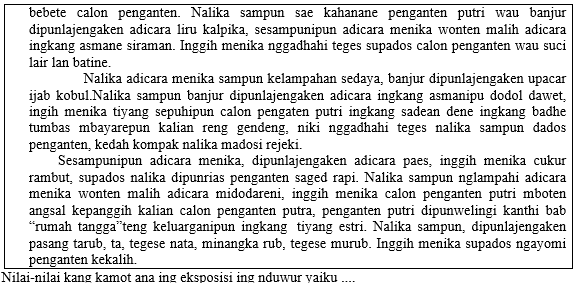 bebete calon penganten. Nalika sampun sae kahanane penganten putri wau banjur
dipunlajengaken adicara liru kalpika, sesampunipun adicara menika wonten malih adicara
ingkang asmane siraman. Inggih menika nggadhahi teges supados calon penganten wau suci
lair lan batine.
Nalika adicara menika sampun kelampahan sedaya, banjur dipunlajengaken upacar
ijab kobul.Nalika sampun banjur dipunlajengaken adicara ingkang asmanipu dodol dawet,
ingih menika tiyang sepuhipun calon pengaten putri ingkang sadean dene ingkang badhe
tumbas mbayarepun kalian reng gendeng, niki nggadhahi teges nalika sampun dados
penganten, kedah kompak nalika madosi rejeki.
Sesampunipun adicara menika, dipunlajengaken adicara paes, inggih menika cukur
rambut, supados nalika dipunrias penganten saged rapi. Nalika sampun nglampahi adicara
menika wonten malih adicara midodareni, inggih menika calon penganten putri mboten
angsal kepanggih kalian calon penganten putra, penganten putri dipunwelingi kanthi bab
“rumah tangga”teng keluarganipun ingkang  tiyang estri. Nalika sampun, dipunlajengaken
pasang tarub, ta, tegese nata, minangka rub, tegese murub. Inggih menika supados ngayomi
penganten kekalih.
Nilai-nilai kang kamot ana ing eksposisi ing nduwur yaiku ....